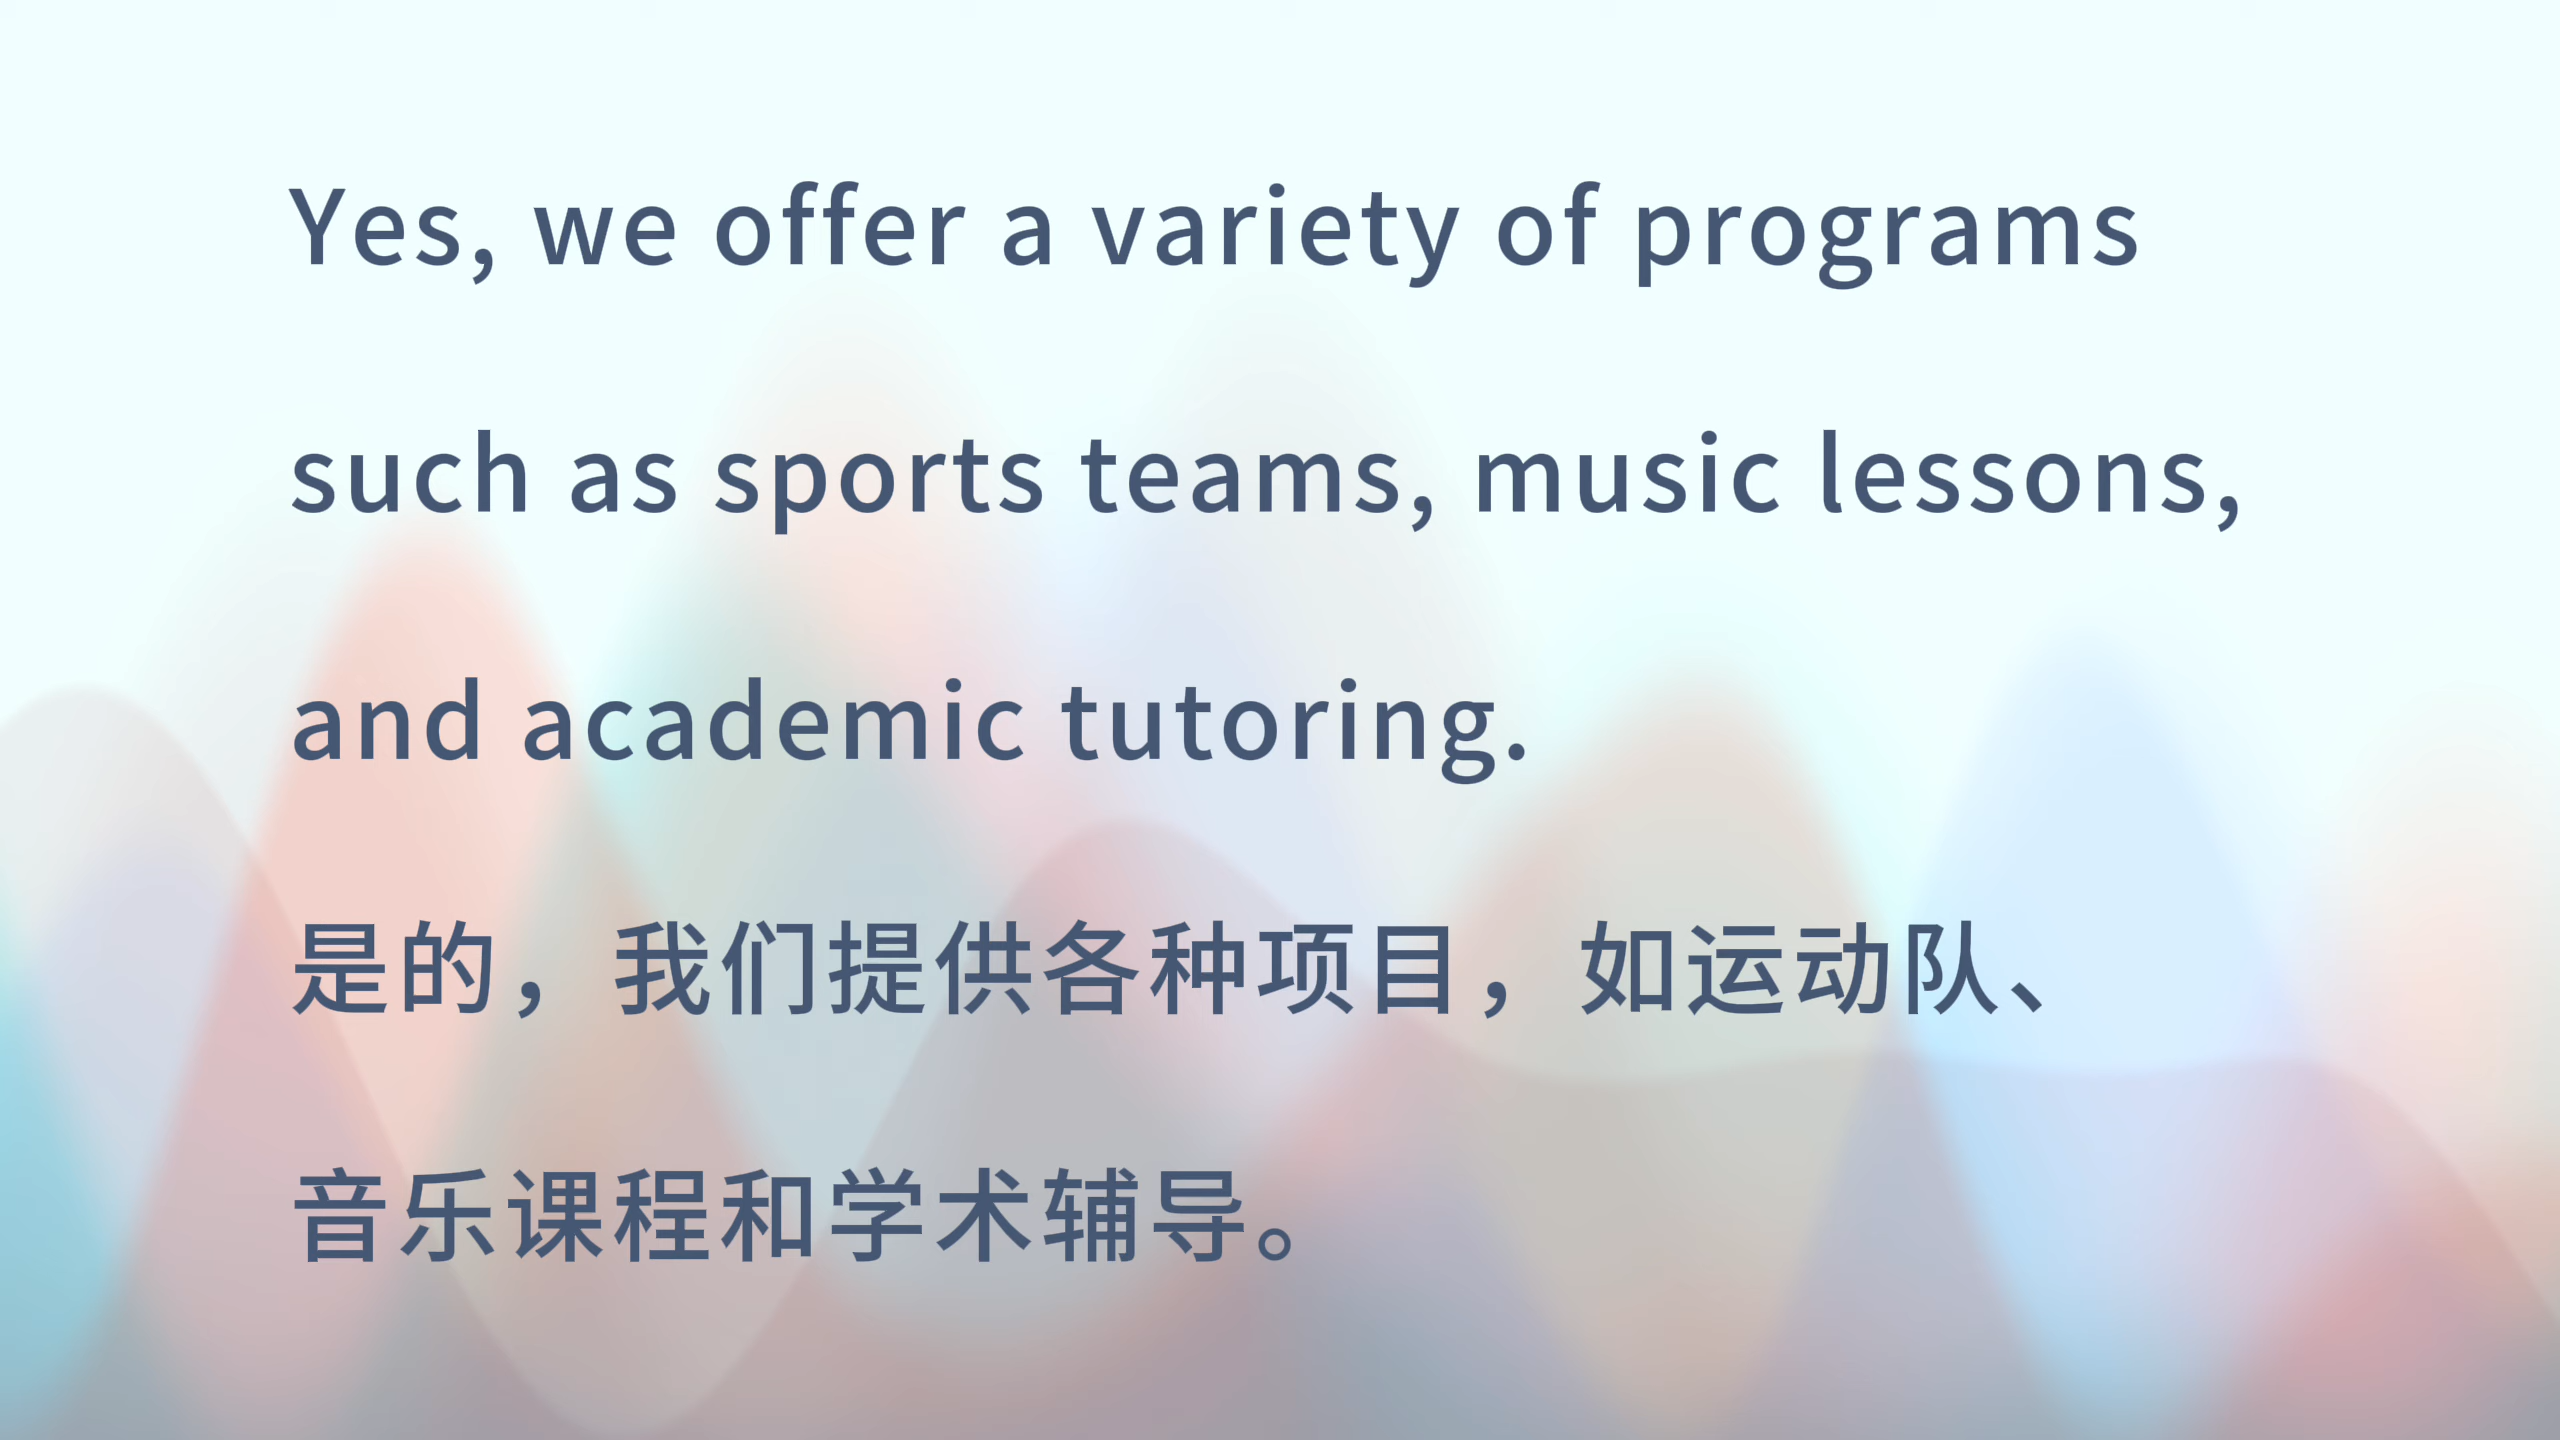 Yes, we offer a variety of programs
such as sports teams, music lessons,
and academic tutoring.
是的，我们提供各种项目，如运动队、
音乐课程和学术辅导。